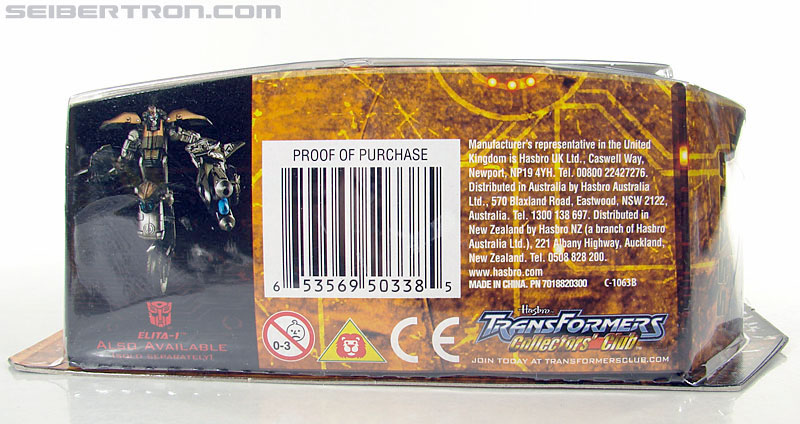 SEIBERTRON.COM
PROOF OF PURCHASE
6 53569 50338 5
Manufacturer's representative in the United
Kingdom is Hasbro UK Ltd., Caswell Way,
Newport, NP19 4YH. Tel. 00800 22427276.
Distributed in Australia by Hasbro Australia
Ltd., 570 Blaxland Road, Eastwood, NSW 2122,
Australia. Tel. 1300 138 697. Distributed in
New Zealand by Hasbro NZ (a branch of Hasbro
Australia Ltd.), 221 Albany Highway, Auckland,
New Zealand. Tel. 0508 828 200.
www.hasbro.com
MADE IN CHINA. PN 7018820300 C-1063B
ELITA-1
ALSO AVAILABLE
(SOLD SEPARATELY)
0-3
CE
Hasbro
TRANSFORMERS
Collectors' Club
JOIN TODAY AT TRANSFORMERSCLUB.COM